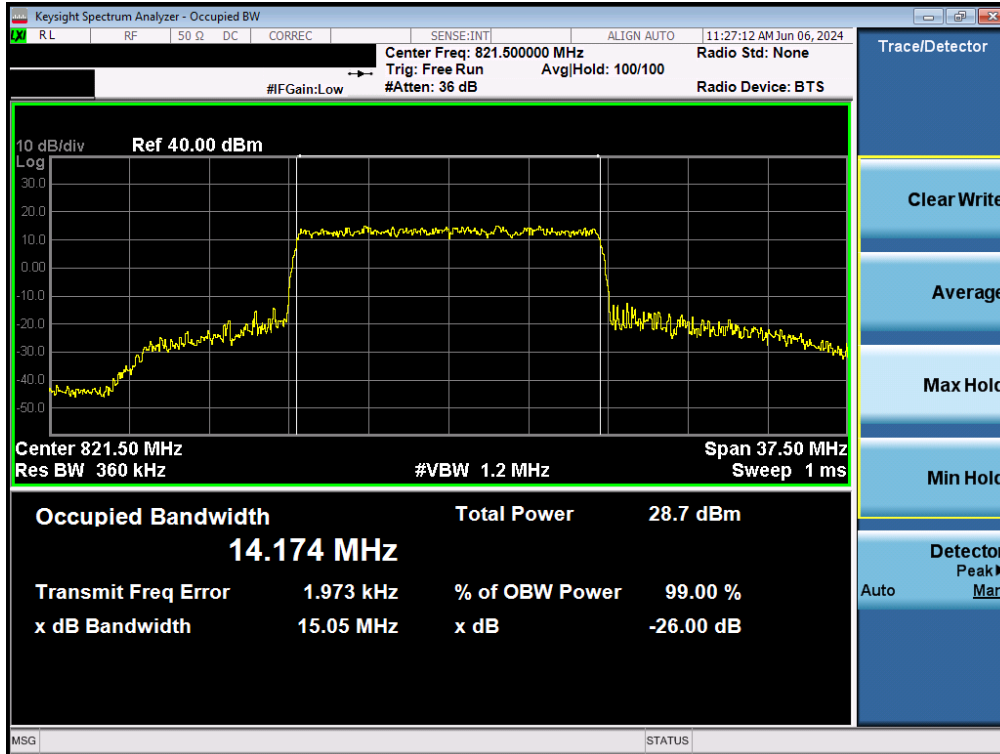 Keysight Spectrum Analyzer - Occupied BW
LXI RL RF 50 Ω DC CORREC SENSE:INT ALIGN AUTO 11:27:12 AM Jun 06, 2024
Center Freq: 821.500000 MHz Radio Std: None
Trig: Free Run Avg|Hold: 100/100
#IFGain:Low #Atten: 36 dB Radio Device: BTS
10 dB/div Ref 40.00 dBm
Log
30.0
20.0
10.0
0.00
-10.0
-20.0
-30.0
-40.0
-50.0
Center 821.50 MHz Span 37.50 MHz
Res BW 360 kHz #VBW 1.2 MHz Sweep 1 ms
Occupied Bandwidth Total Power 28.7 dBm
14.174 MHz
Transmit Freq Error 1.973 kHz % of OBW Power 99.00 %
x dB Bandwidth 15.05 MHz x dB -26.00 dB
MSG STATUS
Trace/Detector
Clear Write
Average
Max Hold
Min Hold
Detector
Peak
Auto Man